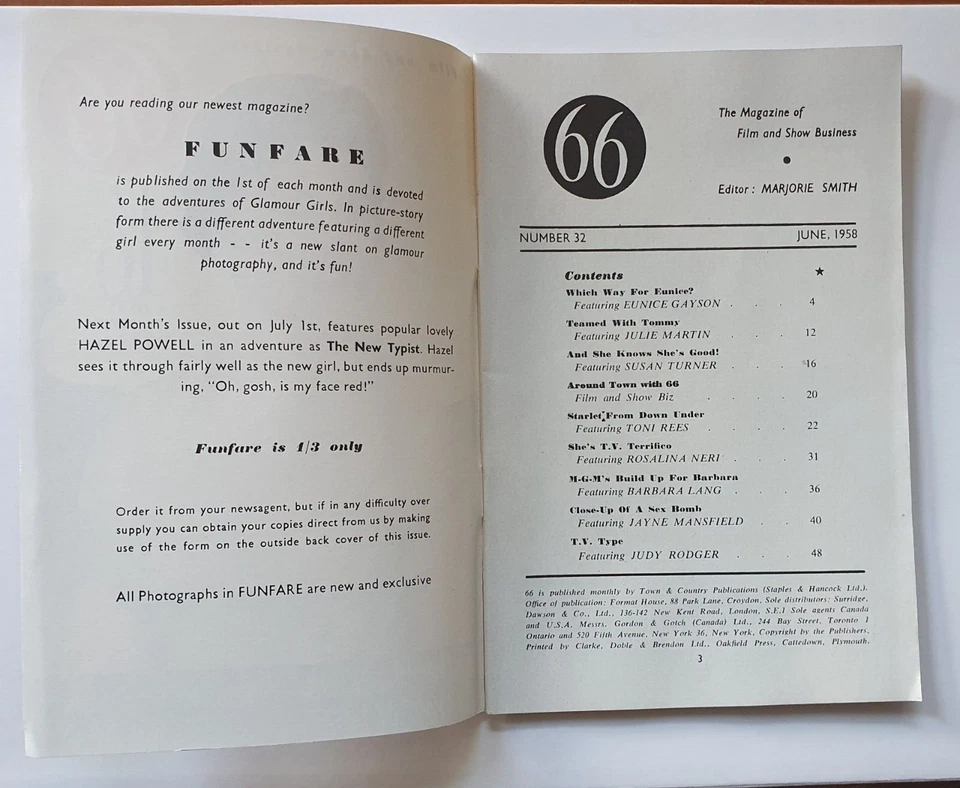 Are you reading our newest magazine?
FUNFARE
is published on the 1st of each month and is devoted
to the adventures of Glamour Girls. In picture-story
form there is a different adventure featuring a different
girl every month - - it's a new slant on glamour
photography, and it's fun!
Next Month's Issue, out on July 1st, features popular lovely
HAZEL POWELL in an adventure as The New Typist. Hazel
sees it through fairly well as the new girl, but ends up murmur-
ing, "Oh, gosh, is my face red!"
Funfare is 1/3 only
Order it from your newsagent, but if in any difficulty over
supply you can obtain your copies direct from us by making
use of the form on the outside back cover of this issue.
All Photographs in FUNFARE are new and exclusive
66
The Magazine of
Film and Show Business
Editor: MARJORIE SMITH
NUMBER 32 JUNE, 1958
Contents
Which Way For Eunice?
Featuring EUNICE GAYSON . . . 4
Teamed With Tommy
Featuring JULIE MARTIN . . . 12
And She Knows She's Good!
Featuring SUSAN TURNER . . . 16
Around Town with 66
Film and Show Biz . . . . 20
Starlet From Down Under
Featuring TONI REES . . . . 22
She's T.V. Terrifico
Featuring ROSALINA NERI . . . 31
M-G-M's Build Up For Barbara
Featuring BARBARA LANG . . . 36
Close-Up Of A Sex Bomb
Featuring JAYNE MANSFIELD . . 40
T.V. Type
Featuring JUDY RODGER . . . 48
66 is published monthly by Town & Country Publications (Staples & Hancock Ltd.).
Office of publication: Format House, 88 Park Lane, Croydon, Sole distributors: Surridge,
Dawson & Co., Ltd., 136-142 New Kent Road, London, S.E.1 Sole agents Canada
and U.S.A. Messrs. Gordon & Gotch (Canada) Ltd., 244 Bay Street, Toronto 1
Ontario and 520 Fifth Avenue, New York 36, New York, Copyright by the Publishers.
Printed by Clarke, Doble & Brendon Ltd., Oakfield Press, Cattedown, Plymouth.
3